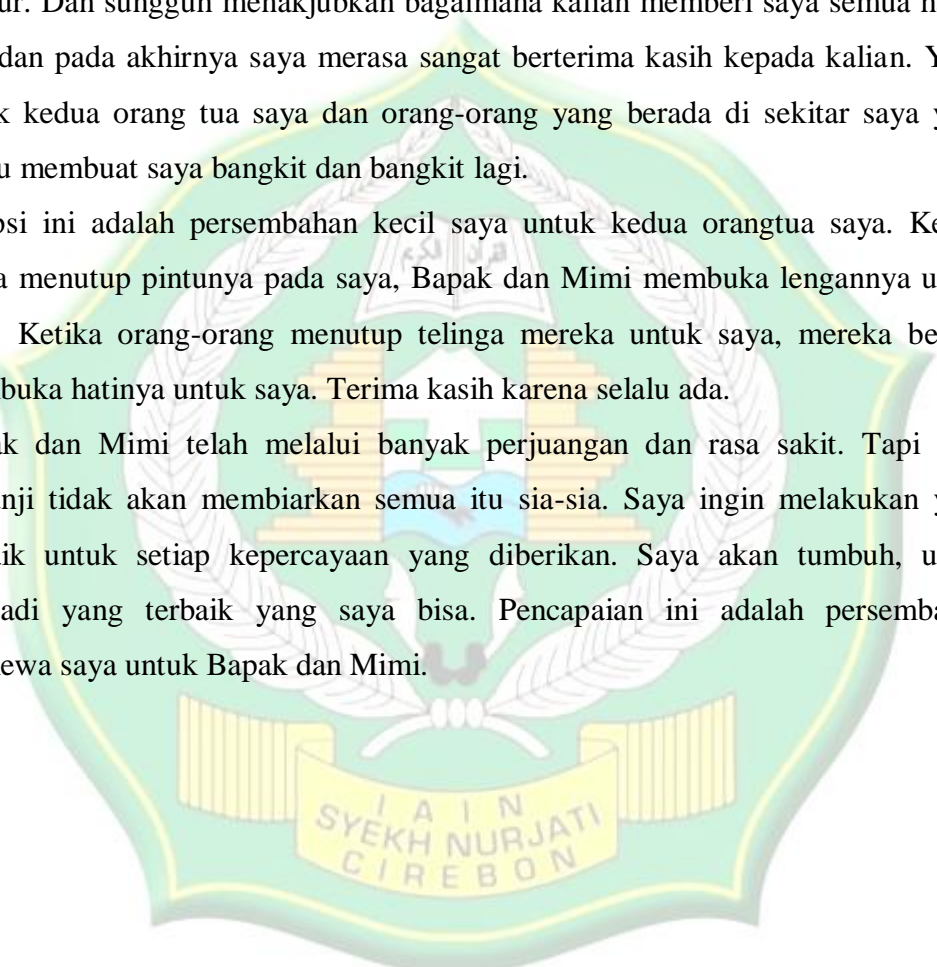 ur. Dan sungguh menakjubkan bagaimana kalian memberi saya semua
dan pada akhirnya saya merasa sangat berterima kasih kepada kalian. Y
k kedua orang tua saya dan orang-orang yang berada di sekitar saya y
u membuat saya bangkit dan bangkit lagi.
psi ini adalah persembahan kecil saya untuk kedua orangtua saya. Ke
a menutup pintunya pada saya, Bapak dan Mimi membuka lengannya u
Ketika orang-orang menutup telinga mereka untuk saya, mereka be
buka hatinya untuk saya. Terima kasih karena selalu ada.
ak dan Mimi telah melalui banyak perjuangan dan rasa sakit. Tapi
nji tidak akan membiarkan semua itu sia-sia. Saya ingin melakukan y
ik untuk setiap kepercayaan yang diberikan. Saya akan tumbuh, u
adi yang terbaik yang saya bisa. Pencapaian ini adalah persemba
ewa saya untuk Bapak dan Mimi.
القرآن الكريم
IAIN
SYEKH NURJATI
CIREBON